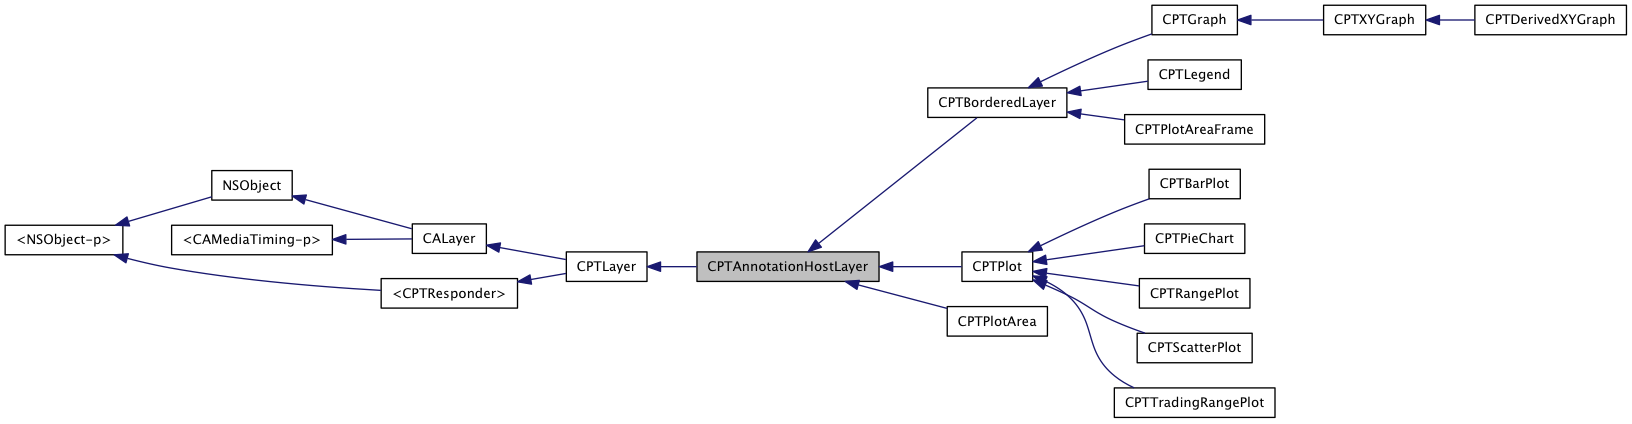 CPTGraph
CPTXYGraph
CPTDerivedXYGraph
CPTLegend
CPTBorderedLayer
CPTPlotAreaFrame
NSObject
CPTBarPlot
<NSObject-p>
<CAMediaTiming-p>
CALayer
CPTPieChart
CPTLayer
CPTAnnotationHostLayer
CPTPlot
<CPTResponder>
CPTRangePlot
CPTPlotArea
CPTScatterPlot
CPTTradingRangePlot